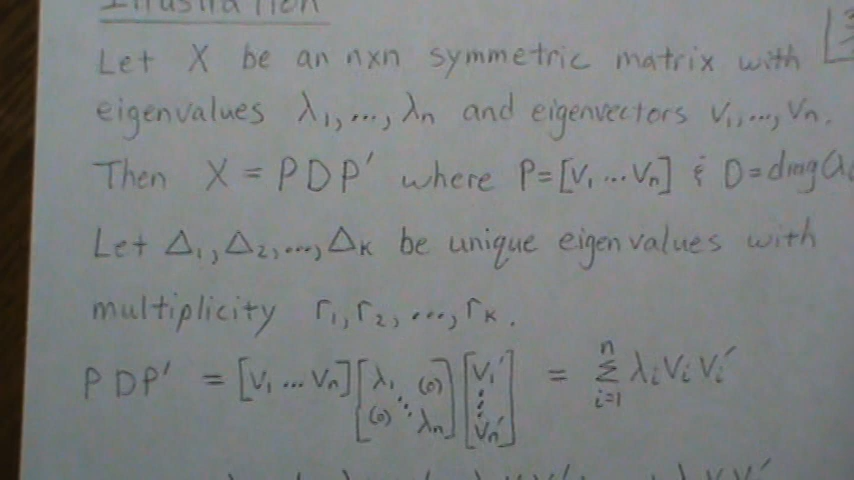 Illustration
Let X be an nxn symmetric matrix with
eigenvalues λ1,...,λn and eigenvectors v1,...,vn.
Then X = PDP' where P=[v1 ... vn] & D=diag(λ
Let Δ1,Δ2,...,ΔK be unique eigenvalues with
multiplicity r1,r2,...,rK.
PDP' = [v1 ... vn] [λ1 (0) (0) ⋱ λn] [v1' ⋮ vn'] = Σ i=1 n λi vi vi'